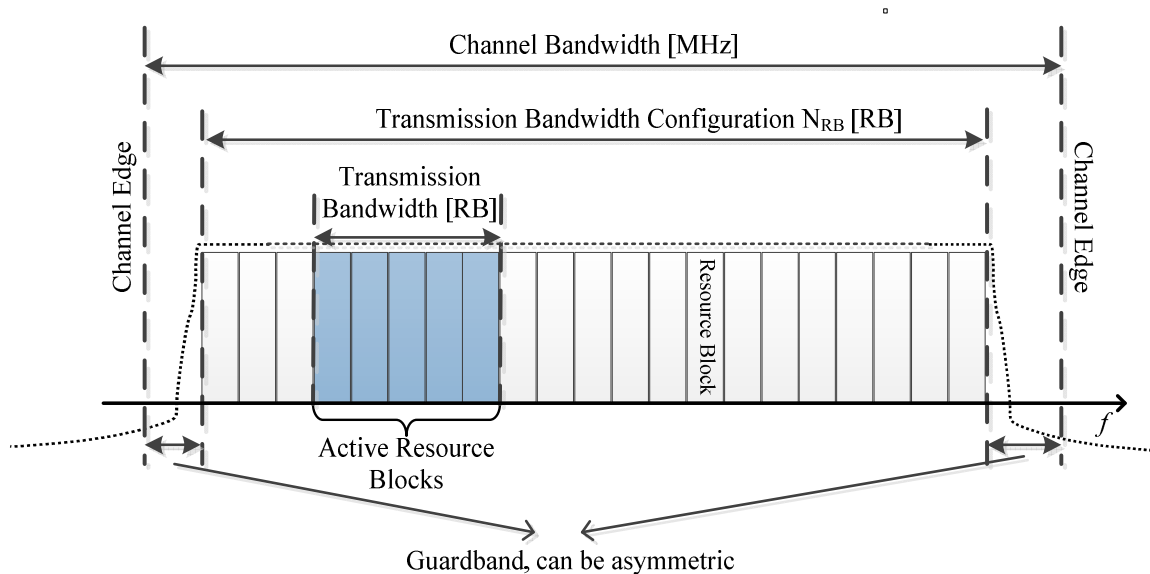 Channel Bandwidth [MHz]
Transmission Bandwidth Configuration NRB [RB]
Transmission
Bandwidth [RB]
Channel Edge
Channel Edge
Resource Block
f
Active Resource
Blocks
Guardband, can be asymmetric